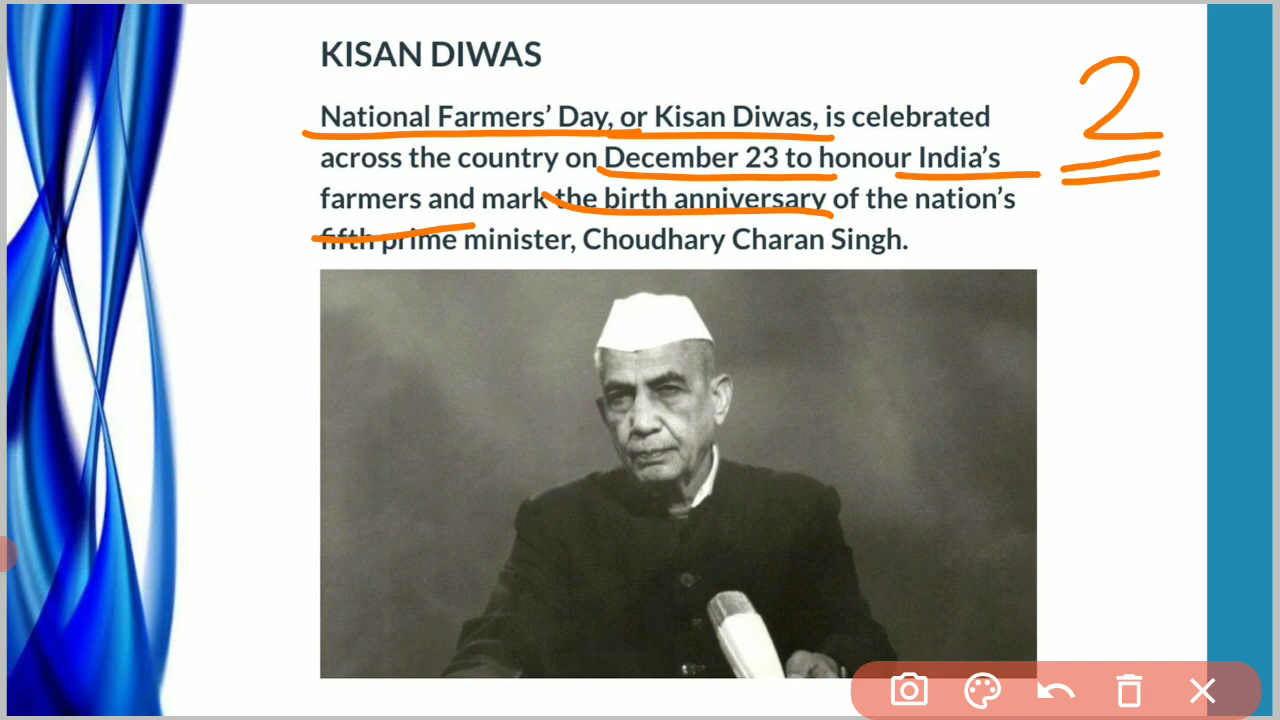 KISAN DIWAS
National Farmers’ Day, or Kisan Diwas, is celebrated
across the country on December 23 to honour India’s
farmers and mark the birth anniversary of the nation’s
fifth prime minister, Choudhary Charan Singh.
2